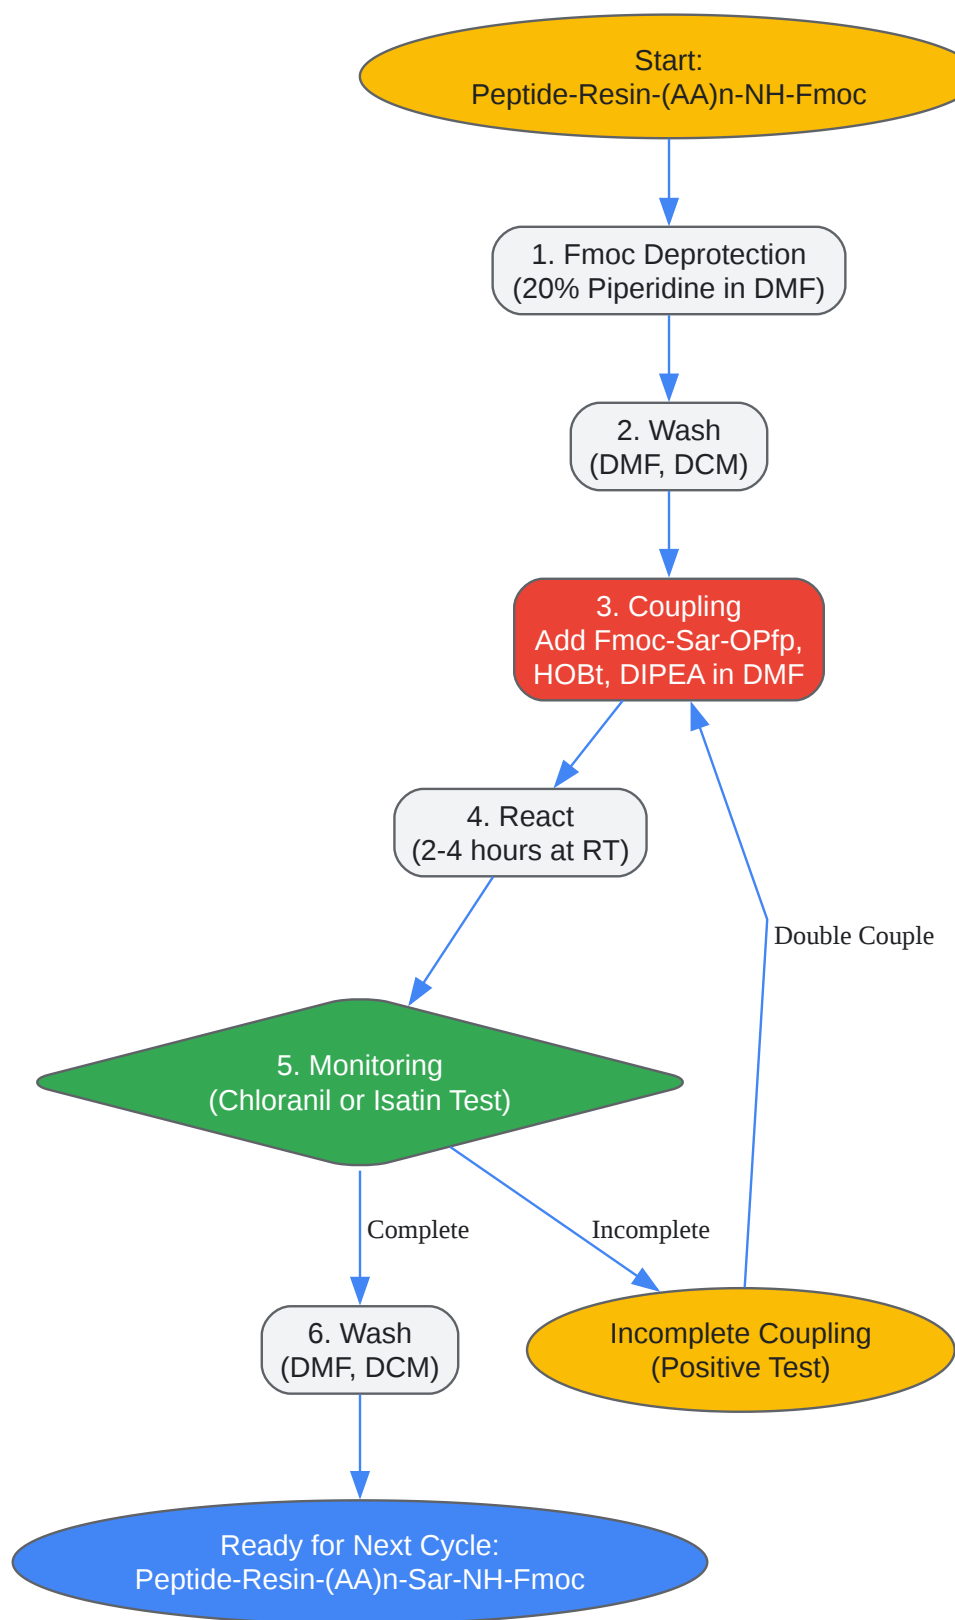 Start:
Peptide-Resin-(AA)n-NH-Fmoc
1. Fmoc Deprotection
(20% Piperidine in DMF)
2. Wash
(DMF, DCM)
3. Coupling
Add Fmoc-Sar-OPfp,
HOBt, DIPEA in DMF
4. React
(2-4 hours at RT)
Double Couple
5. Monitoring
(Chloranil or Isatin Test)
Complete
Incomplete
6. Wash
(DMF, DCM)
Incomplete Coupling
(Positive Test)
Ready for Next Cycle:
Peptide-Resin-(AA)n-Sar-NH-Fmoc